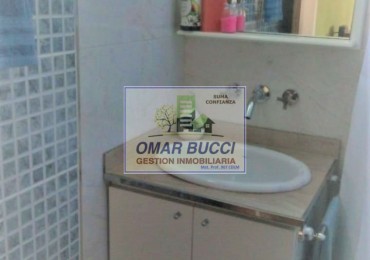 SUMA
CONFIANZA
OMAR BUCCI
GESTION INMOBILIARIA